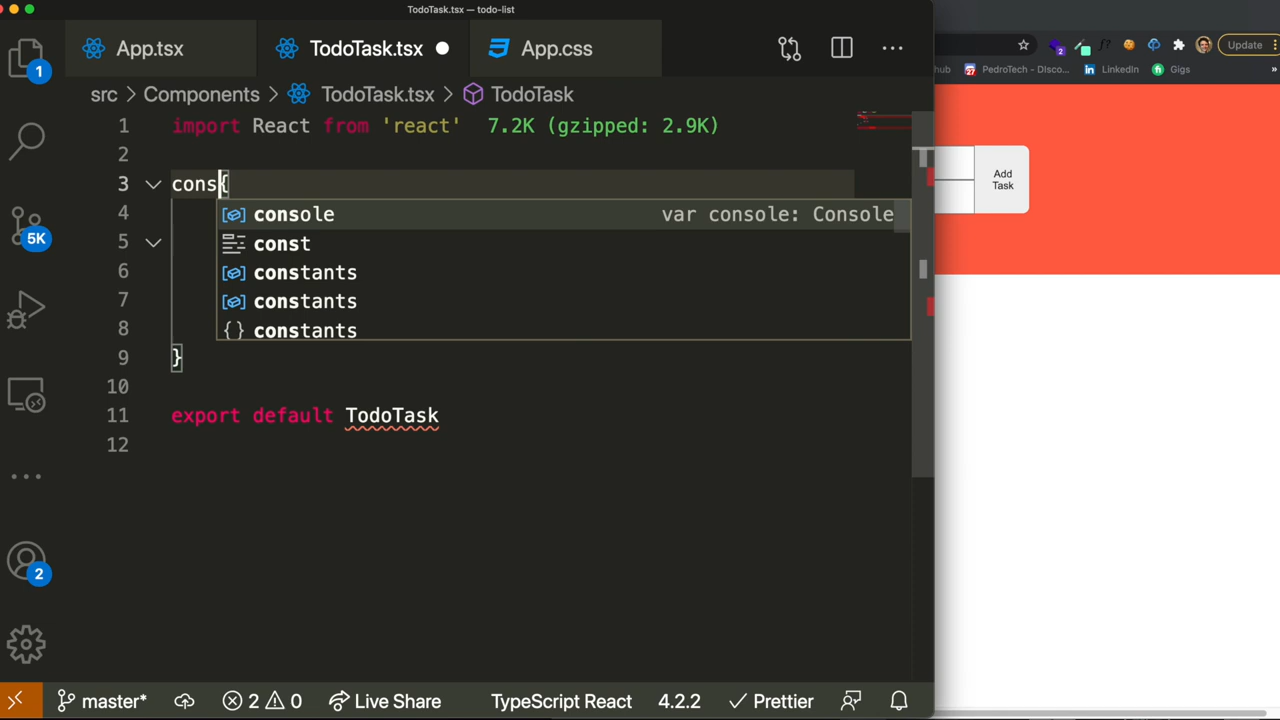 TodoTask.tsx — todo-list
App.tsx
TodoTask.tsx
App.css
Update
src > Components > TodoTask.tsx > TodoTask
hub
PedroTech - DIsco...
LinkedIn
Gigs
»
1 import React from 'react' 7.2K (gzipped: 2.9K)
2
3 cons{
4
5
6
7
8
9 }
10
11 export default TodoTask
12
console var console: Console
const
constants
constants
{} constants
1
5K
2
2
Add
Task
master*
2 0
Live Share
TypeScript React
4.2.2
Prettier